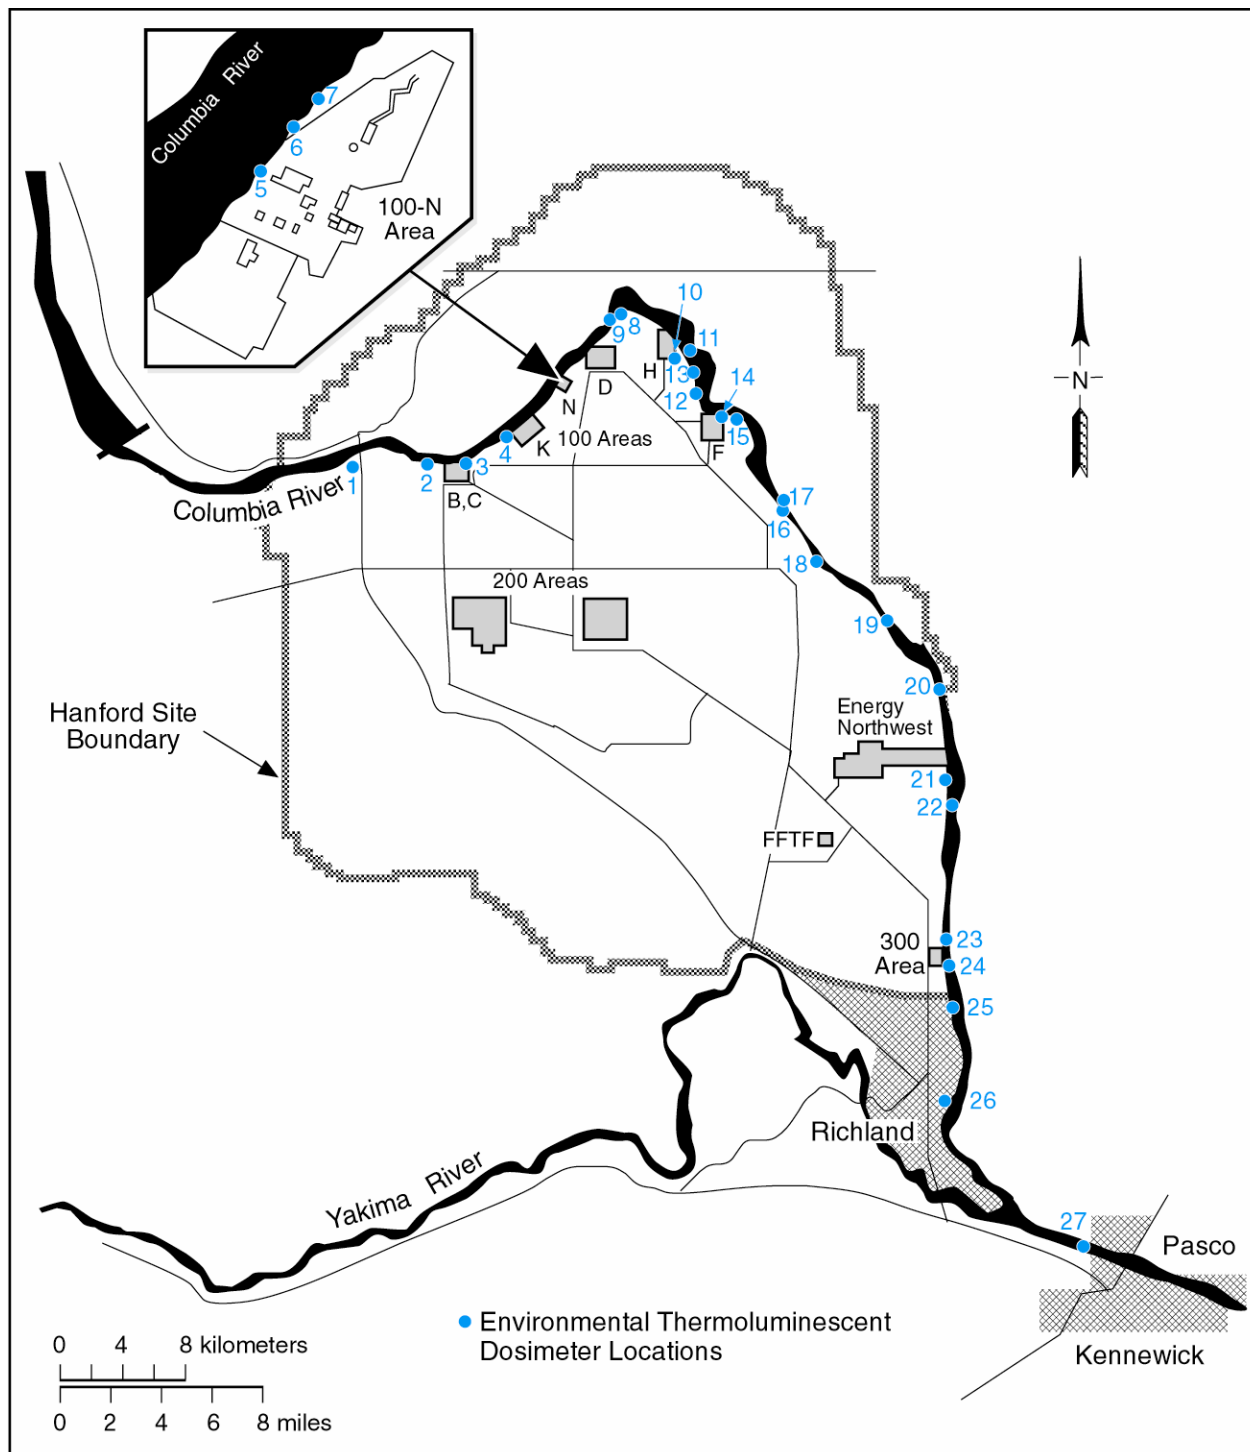 Columbia River
7
6
5
100-N
Area
10
9
8
11
H
13
14
D
N
12
15
4
K
100 Areas
F
1
2
3
Columbia River
B,C
17
16
18
200 Areas
19
20
Hanford Site
Boundary
Energy
Northwest
21
22
FFTF
23
300
Area
24
25
26
Richland
Yakima River
27
Pasco
Kennewick
N
Environmental Thermoluminescent
Dosimeter Locations
0 4 8 kilometers
0 2 4 6 8 miles